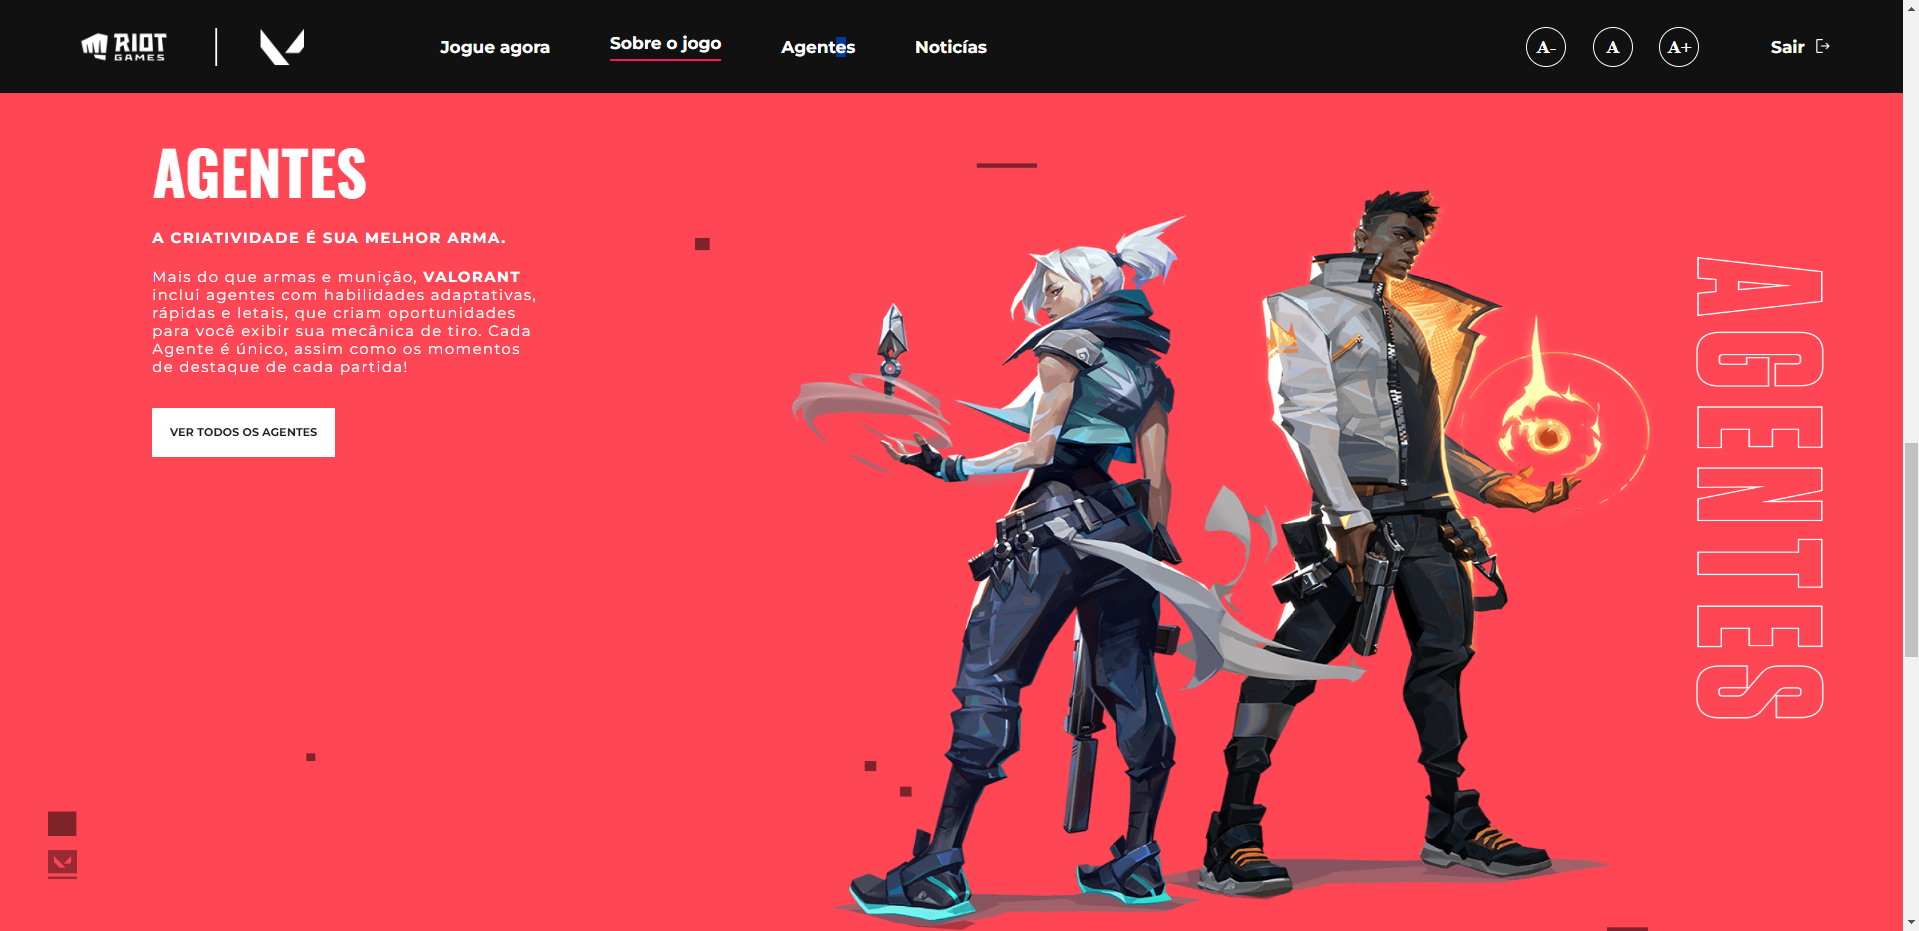 RIOT
GAMES
Jogue agora
Sobre o jogo
Agentes
Noticías
A-
A
A+
Sair
AGENTES
A CRIATIVIDADE É SUA MELHOR ARMA.
Mais do que armas e munição, VALORANT
inclui agentes com habilidades adaptativas,
rápidas e letais, que criam oportunidades
para você exibir sua mecânica de tiro. Cada
Agente é único, assim como os momentos
de destaque de cada partida!
VER TODOS OS AGENTES
AGENTES